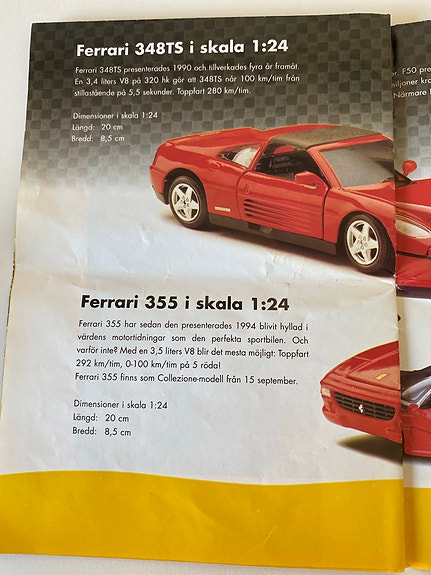 Ferrari 348TS i skala 1:24
Ferrari 348TS presenterades 1990 och tillverkades fyra år framåt.
En 3,4 liters V8 på 320 hk gör att 348TS når 100 km/tim från
stillastående på 5,5 sekunder. Toppfart 280 km/tim.
Dimensioner i skala 1:24
Längd: 20 cm
Bredd: 8,5 cm
F50 pre
miljoner kro
Närmare b
Ferrari 355 i skala 1:24
Ferrari 355 har sedan den presenterades 1994 blivit hyllad i
världens motortidningar som den perfekta sportbilen. Och
varför inte? Med en 3,5 liters V8 blir det mesta möjligt: Toppfart
292 km/tim, 0-100 km/tim på 5 röda!
Ferrari 355 finns som Collezione-modell från 15 september.
Dimensioner i skala 1:24
Längd: 20 cm
Bredd: 8,5 cm